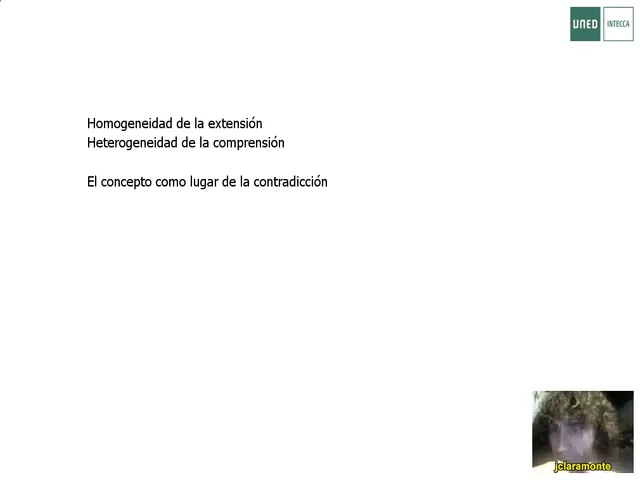 UNED
INTECCA
Homogeneidad de la extensión
Heterogeneidad de la comprensión
El concepto como lugar de la contradicción
jclaramonte